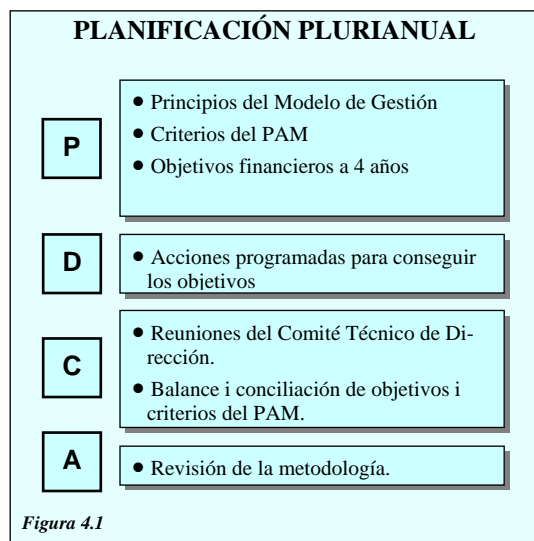 PLANIFICACIÓN PLURIANUAL
P
• Principios del Modelo de Gestión
• Criterios del PAM
• Objetivos financieros a 4 años
D
• Acciones programadas para conseguir
los objetivos
C
• Reuniones del Comité Técnico de Di-
rección.
• Balance i conciliación de objetivos i
criterios del PAM.
A
• Revisión de la metodología.
Figura 4.1